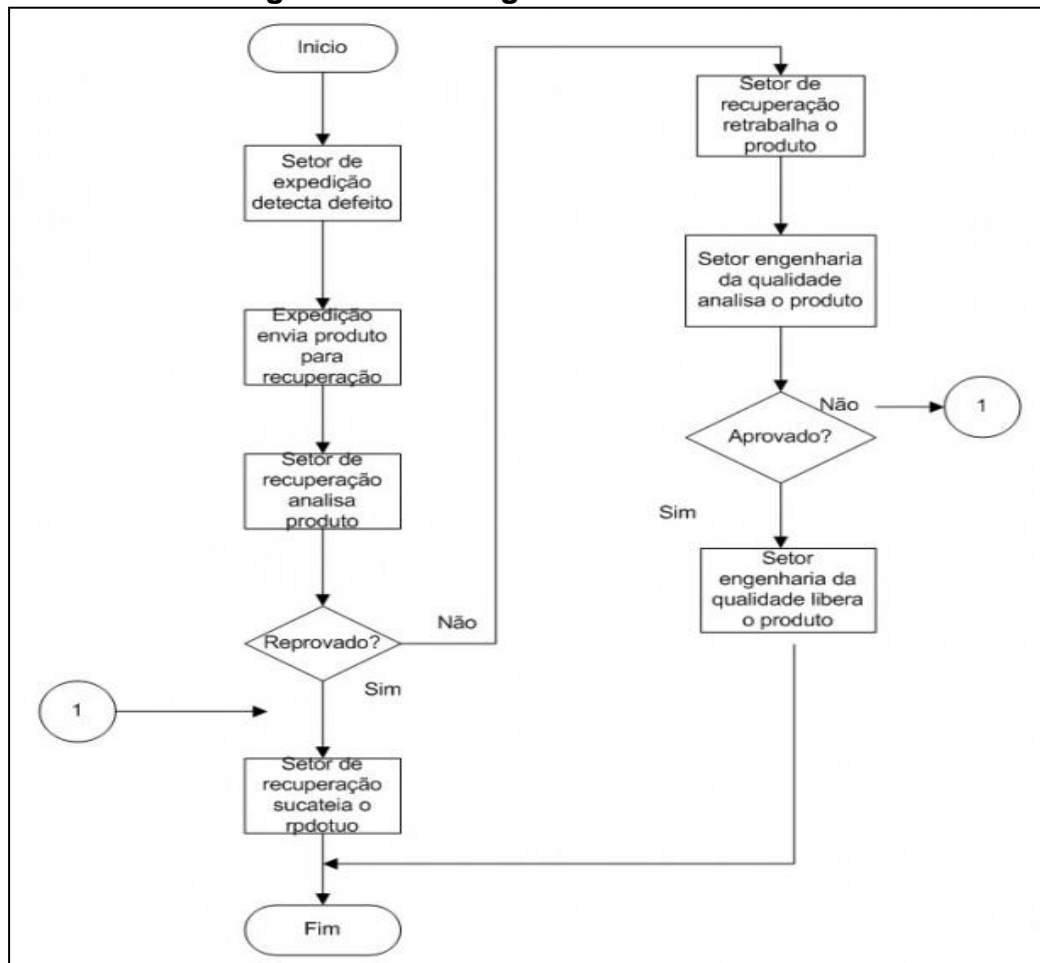 Inicio
Setor de
expedição
detecta defeito
Expedição
envia produto
para
recuperação
Setor de
recuperação
analisa
produto
Reprovado?
Não
Sim
1
Setor de
recuperação
sucateia o
rpdotuo
Fim
Setor de
recuperação
retrabalha o
produto
Setor engenharia
da qualidade
analisa o produto
Aprovado?
Não
1
Sim
Setor
engenharia da
qualidade libera
o produto